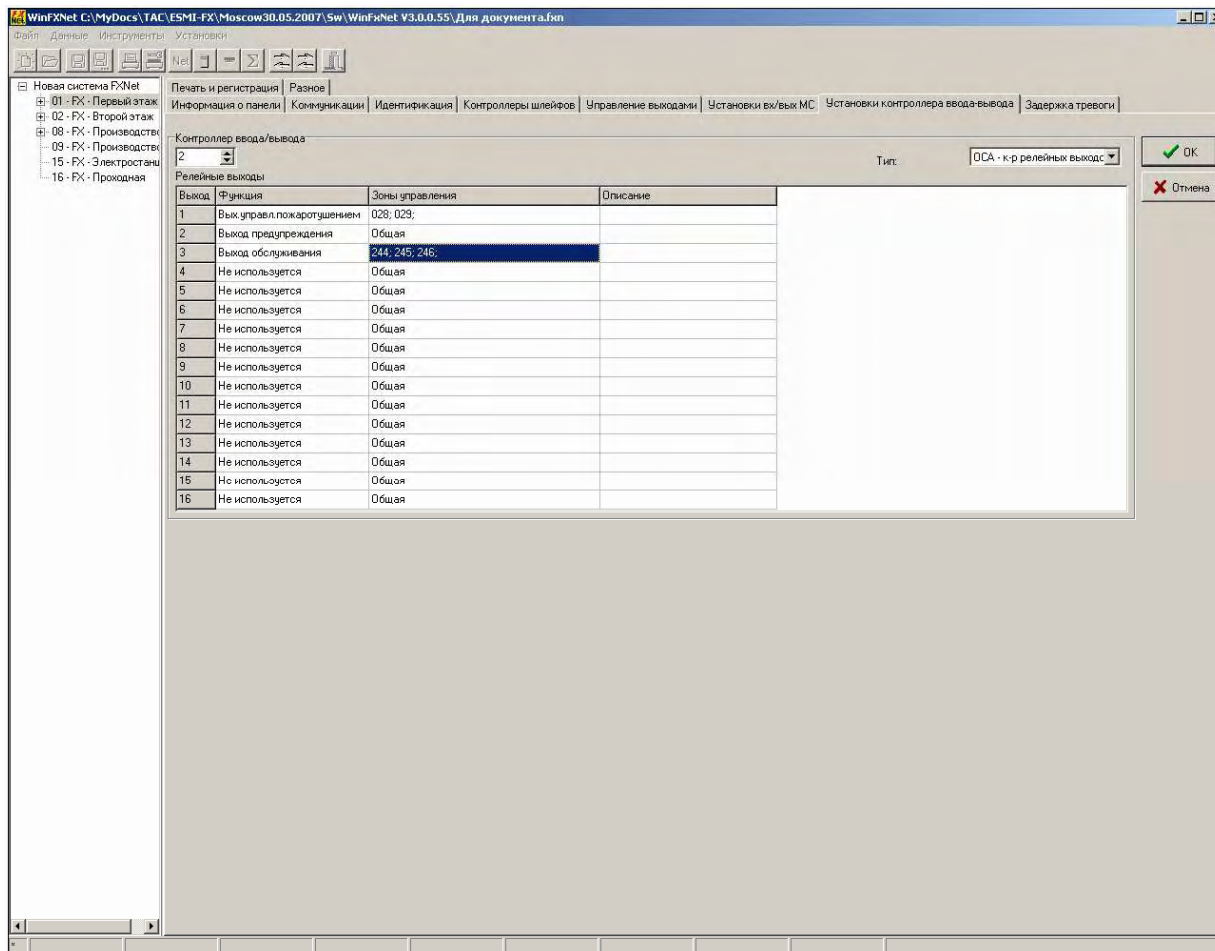 WinFXNet C:\MyDocs\TAC\ESMI-FX\Moscow30.05.2007\Sw\WinFxNet V3.0.0.55\Для документа.fxn
Файл Данные Инструменты Установки
Net
Новая система FXNet
01 - FX - Первый этаж
02 - FX - Второй этаж
08 - FX - Производство
09 - FX - Производство
15 - FX - Электростанц
16 - FX - Проходная
Печать и регистрация Разное
Информация о панели Коммуникации Идентификация Контроллеры шлейфов Управление выходами Установки вх/вых MC Установки контроллера ввода-вывода Задержка тревоги
Контроллер ввода/вывода
2
Тип: OCA - к-р релейных выходс
OK
Отмена
Релейные выходы
Выход Функция Зоны управления Описание
1 Вых.управл.пожаротушением 028; 029;
2 Выход предупреждения Общая
3 Выход обслуживания 244; 245; 246;
4 Не используется Общая
5 Не используется Общая
6 Не используется Общая
7 Не используется Общая
8 Не используется Общая
9 Не используется Общая
10 Не используется Общая
11 Не используется Общая
12 Не используется Общая
13 Не используется Общая
14 Не используется Общая
15 Не используется Общая
16 Не используется Общая